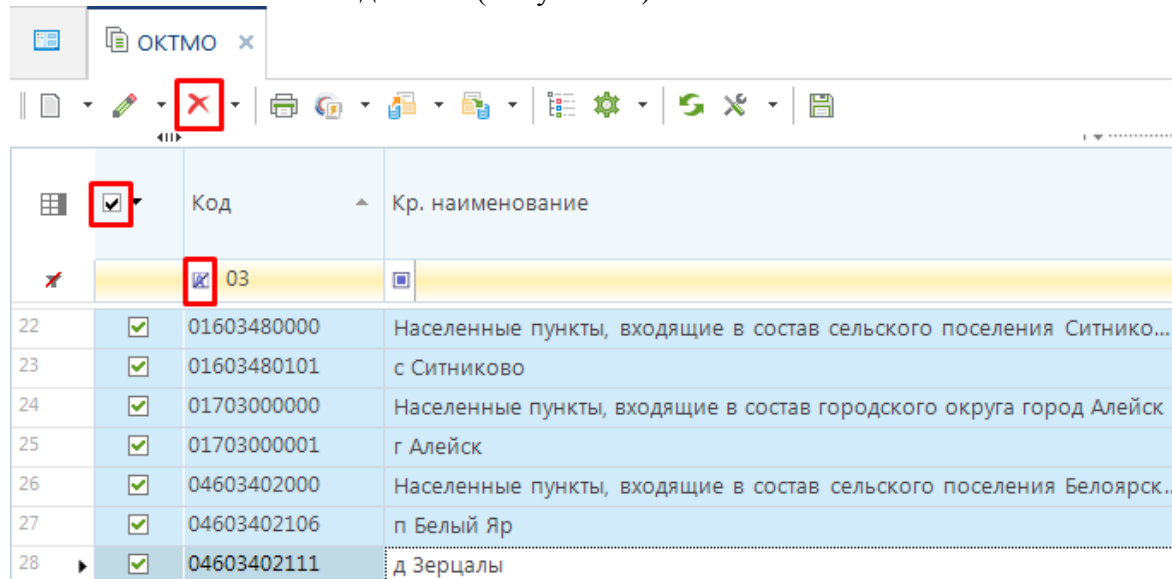 ОКТМО
Код
Кр. наименование
03
22 01603480000 Населенные пункты, входящие в состав сельского поселения Ситнико...
23 01603480101 с Ситниково
24 01703000000 Населенные пункты, входящие в состав городского округа город Алейск
25 01703000001 г Алейск
26 04603402000 Населенные пункты, входящие в состав сельского поселения Белоярск...
27 04603402106 п Белый Яр
28 04603402111 д Зерцалы